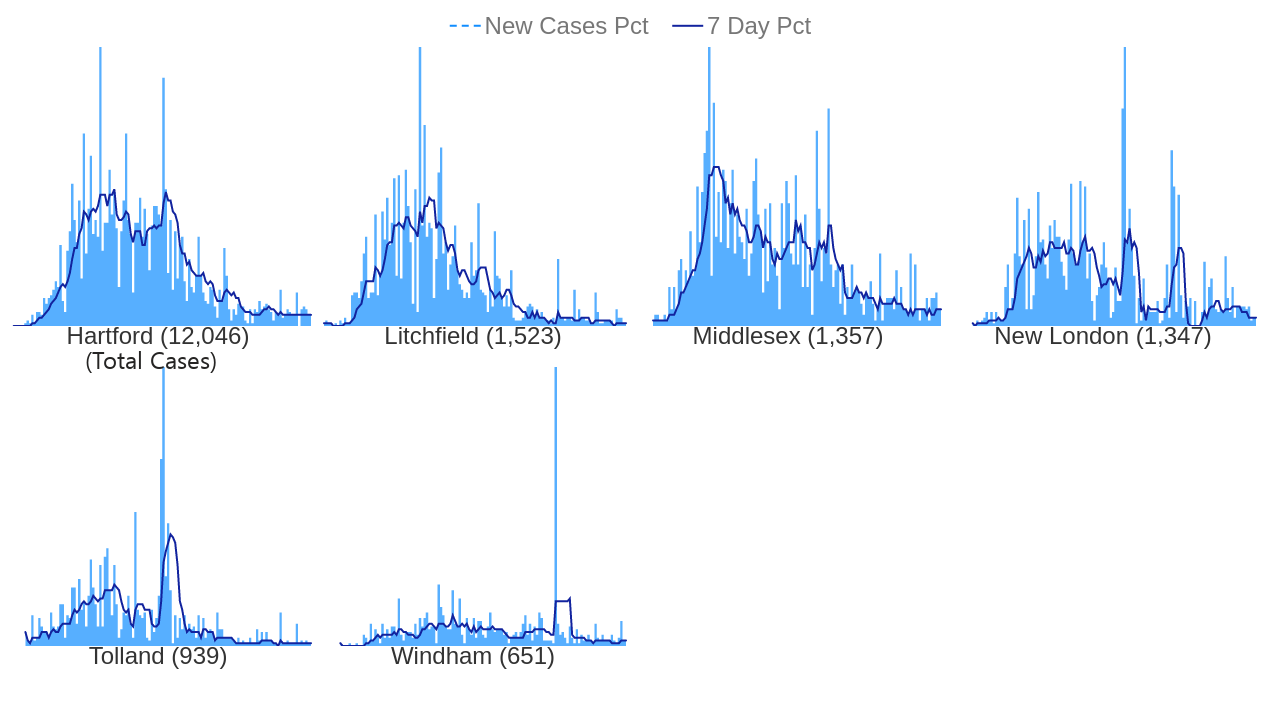 New Cases Pct 7 Day Pct
Hartford (12,046) Litchfield (1,523) Middlesex (1,357) New London (1,347)
(Total Cases)
Tolland (939) Windham (651)